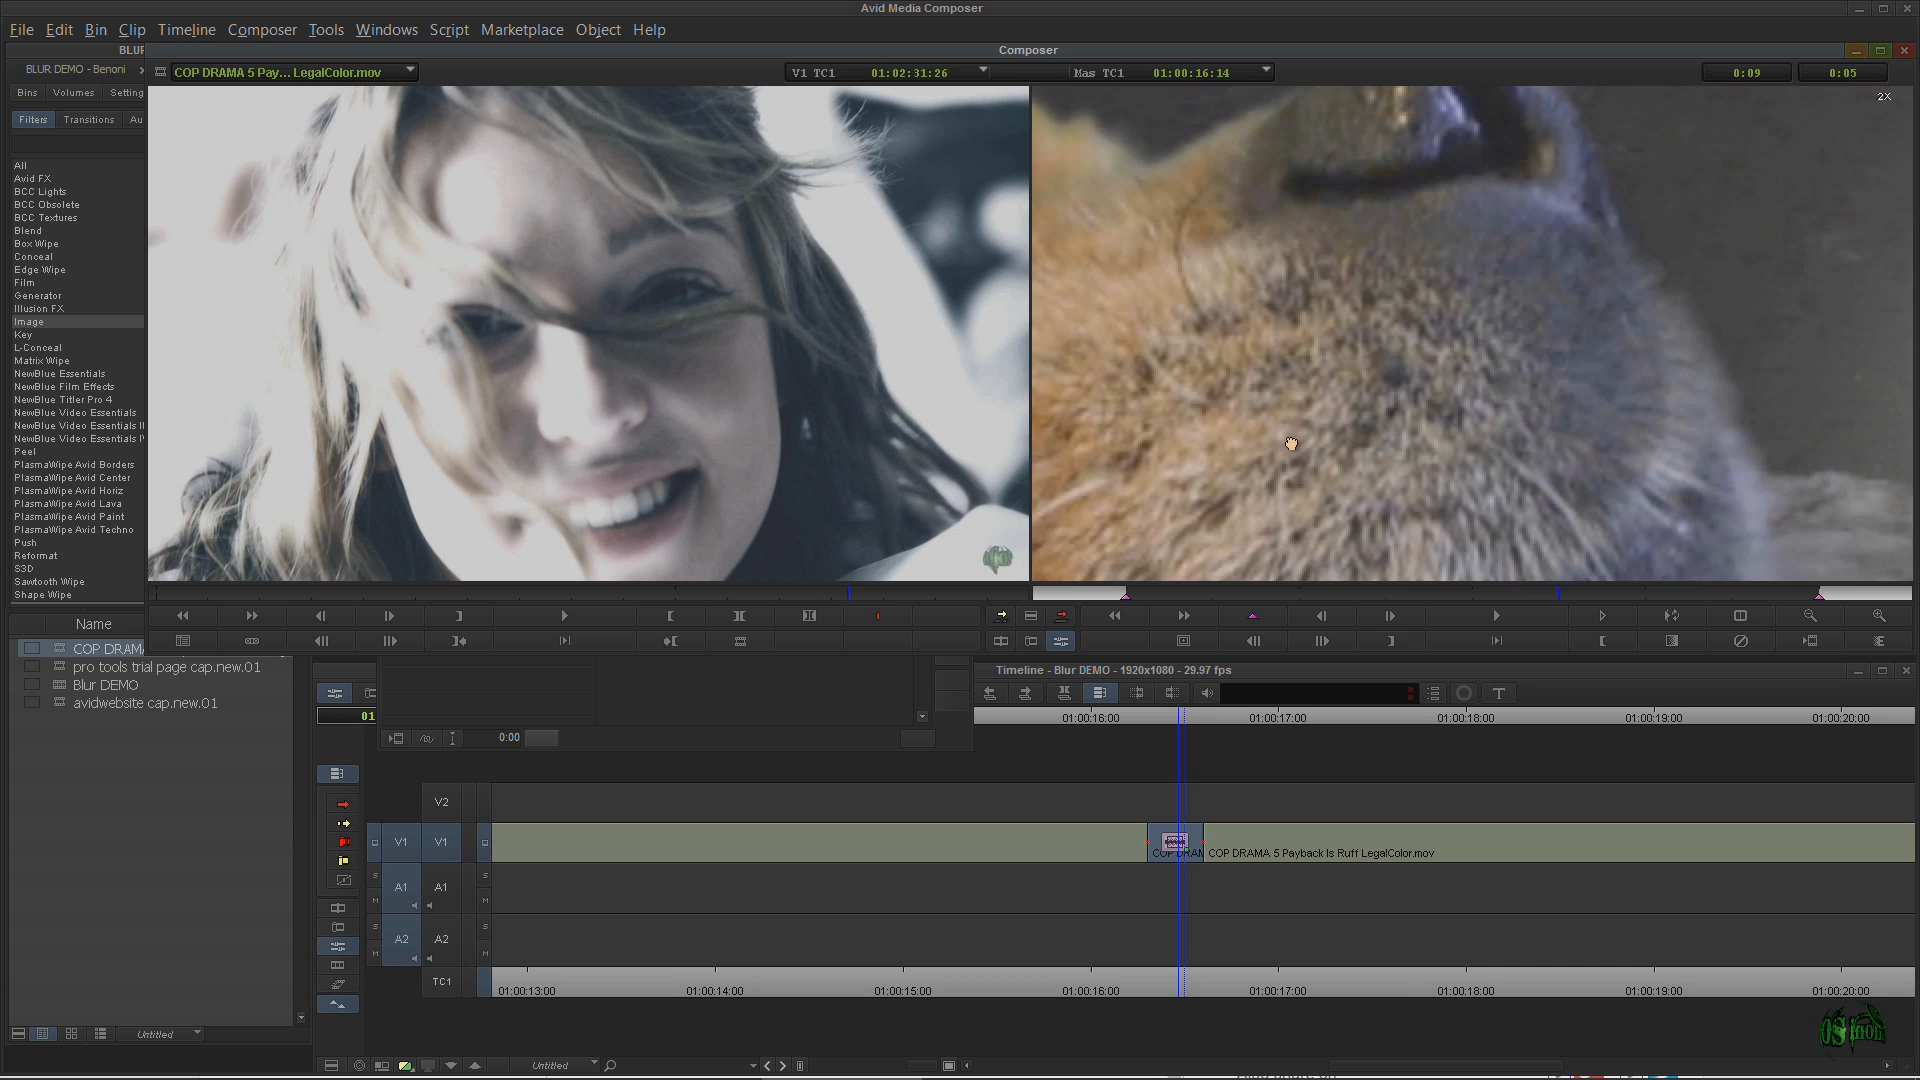 Avid Media Composer
File Edit Bin Clip Timeline Composer Tools Windows Script Marketplace Object Help
BLUR
Composer
BLUR DEMO - Benoni
COP DRAMA 5 Pay... LegalColor.mov
V1 TC1 01:02:31:26
Mas TC1 01:00:16:14
0:09
0:05
Bins Volumes Setting
2X
Filters Transitions Au
All
Avid FX
BCC Lights
BCC Obsolete
BCC Textures
Blend
Box Wipe
Conceal
Edge Wipe
Film
Generator
Illusion FX
Image
Key
L-Conceal
Matrix Wipe
NewBlue Essentials
NewBlue Film Effects
NewBlue Titler Pro 4
NewBlue Video Essentials
NewBlue Video Essentials II
NewBlue Video Essentials IV
Peel
PlasmaWipe Avid Borders
PlasmaWipe Avid Center
PlasmaWipe Avid Horiz
PlasmaWipe Avid Lava
PlasmaWipe Avid Paint
PlasmaWipe Avid Techno
Push
Reformat
S3D
Sawtooth Wipe
Shape Wipe
Name
COP DRAMA
pro tools trial page cap.new.01
Blur DEMO
avidwebsite cap.new.01
Untitled
Timeline - Blur DEMO - 1920x1080 - 29.97 fps
T
01
0:00
01:00:16:00 01:00:17:00 01:00:18:00 01:00:19:00 01:00:20:00
V2
V1 V1
COP DRAM COP DRAMA 5 Payback Is Ruff LegalColor.mov
S S
A1 A1
M M
S S
A2 A2
M M
TC1
01:00:13:00 01:00:14:00 01:00:15:00 01:00:16:00 01:00:17:00 01:00:18:00 01:00:19:00 01:00:20:00
Untitled